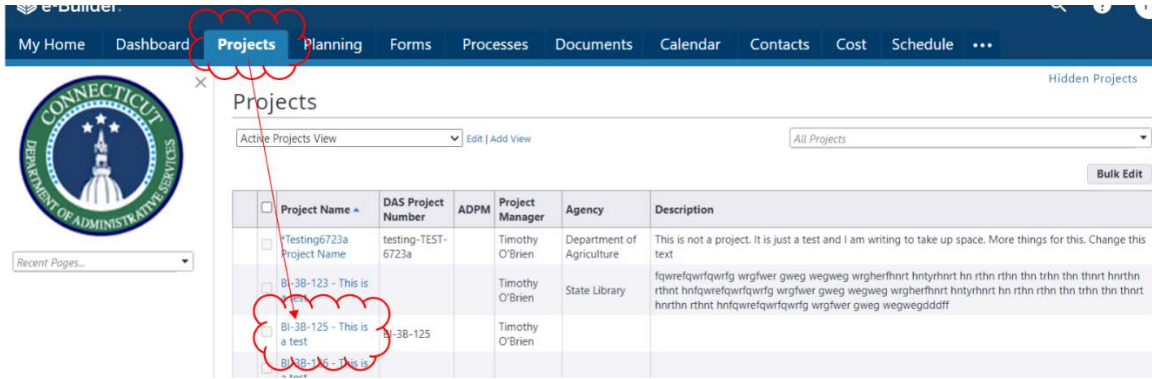 e-Builder
My Home Dashboard Projects Planning Forms Processes Documents Calendar Contacts Cost Schedule •••
Hidden Projects
CONNECTICUT
DEPARTMENT OF ADMINISTRATIVE SERVICES
Projects
Active Projects View Edit | Add View All Projects
Bulk Edit
Recent Pages...
Project Name DAS Project Number ADPM Project Manager Agency Description
*Testing6723a Project Name testing-TEST-6723a Timothy O'Brien Department of Agriculture This is not a project. It is just a test and I am writing to take up space. More things for this. Change this
text
BI-3B-123 - This is a test Timothy O'Brien State Library fqwrefqwrfqwrfg wrgfwer gweg wegweg wrgherfhnrt hntyrhnrt hn rthn rthn thn trhn thn thnrt hnrthn
rthnt hnfqwrefqwrfqwrfg wrgfwer gweg wegweg wrgherfhnrt hntyrhnrt hn rthn rthn thn trhn thn thnrt
hnrthn rthnt hnfqwrefqwrfqwrfg wrgfwer gweg wegwegdddff
BI-3B-125 - This is a test BI-3B-125 Timothy O'Brien
BI-3B-126 - This is
a test